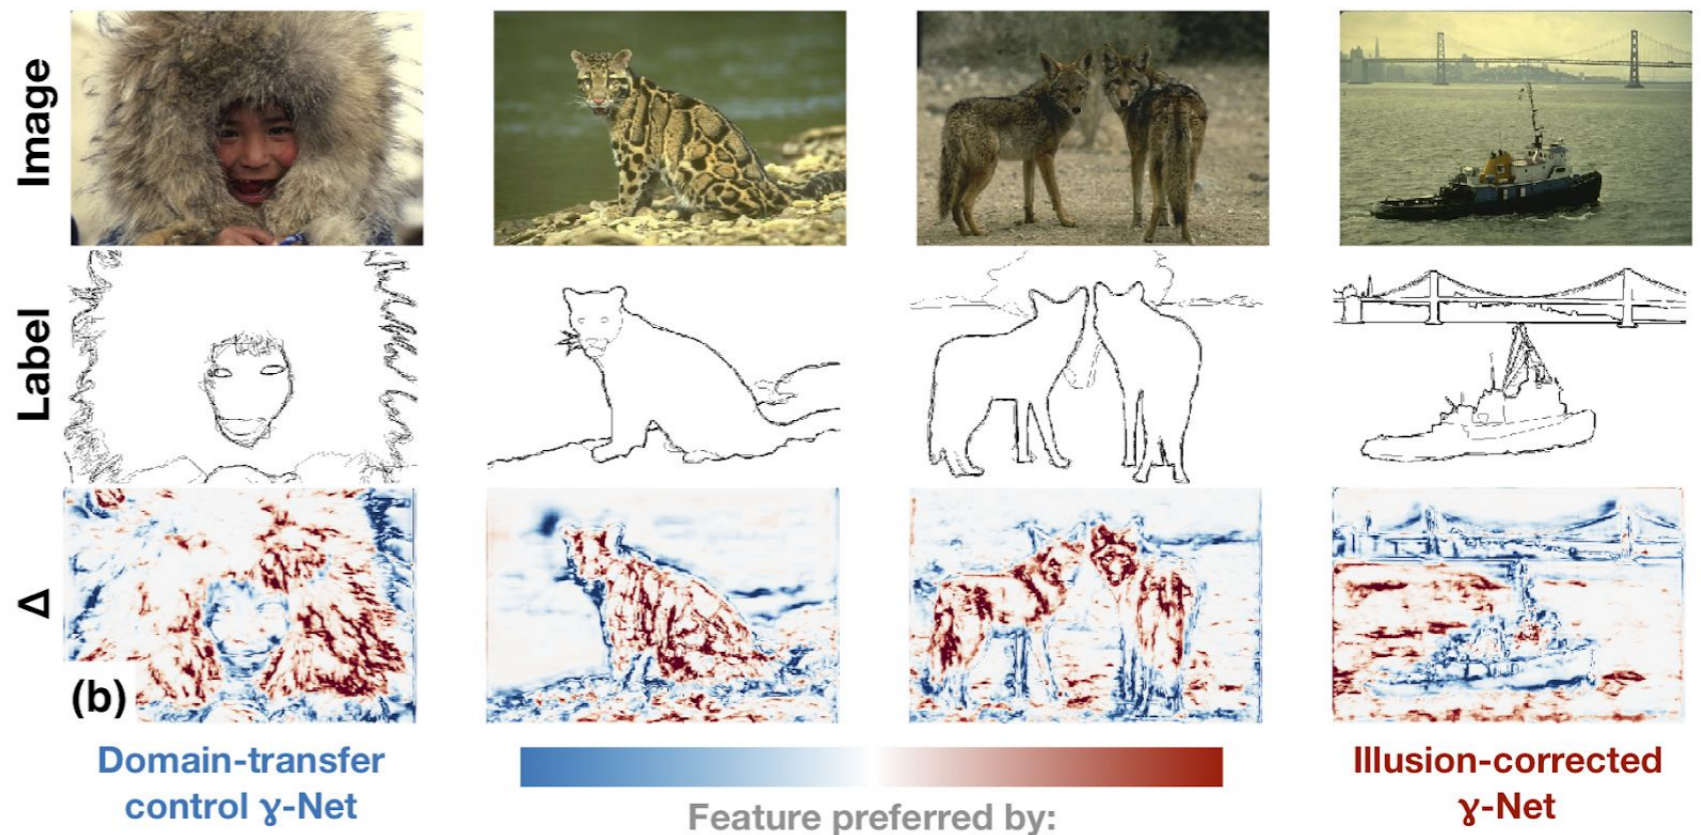 Image
Label
Δ
(b)
Domain-transfer
control γ-Net
Feature preferred by:
Illusion-corrected
γ-Net